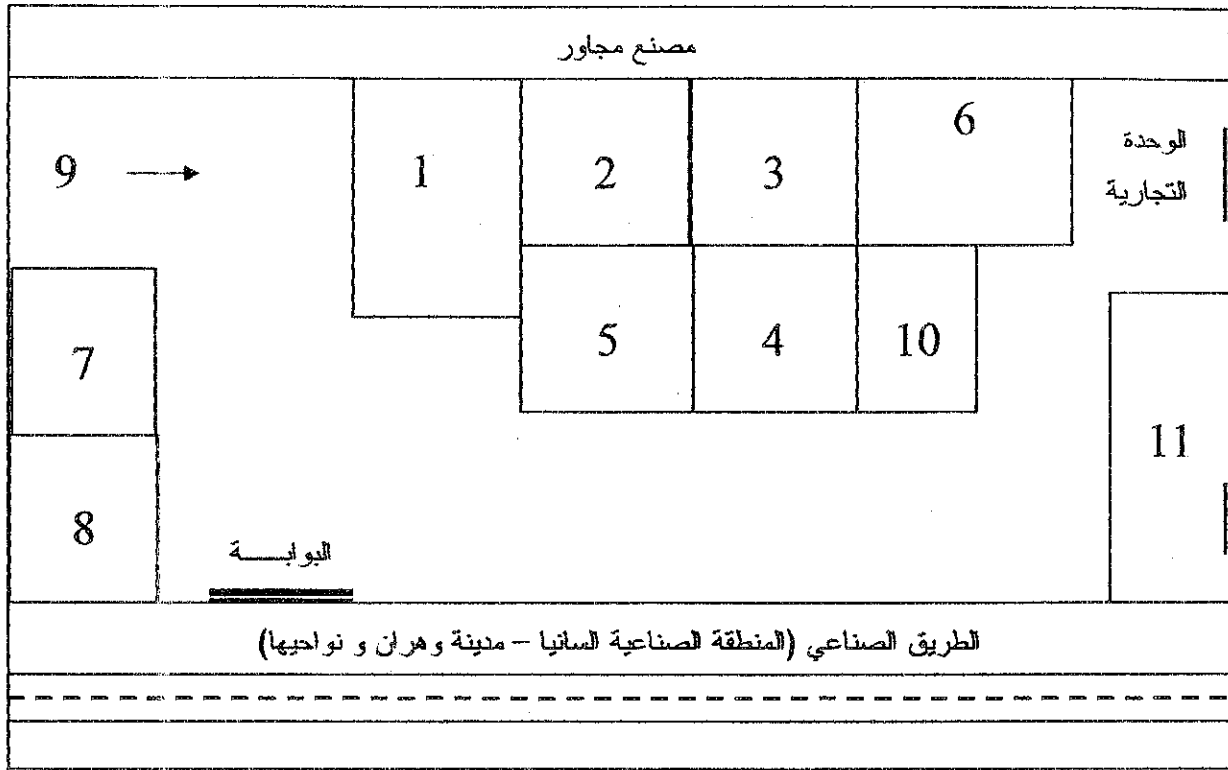 مصنع مجاور
6
الوحدة
التجارية
9
1
2
3
7
5
4
10
11
8
البوابـــــة
الطريق الصناعي (المنطقة الصناعية السانيا – مدينة وهران و نواحيها)